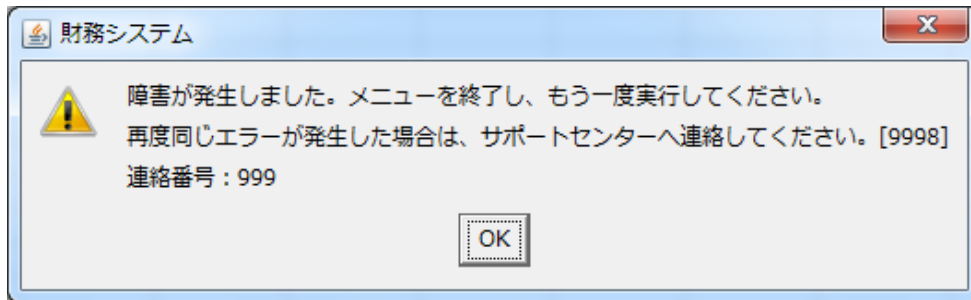 財務システム
障害が発生しました。メニューを終了し、もう一度実行してください。
再度同じエラーが発生した場合は、サポートセンターへ連絡してください。[9998]
連絡番号：999
OK